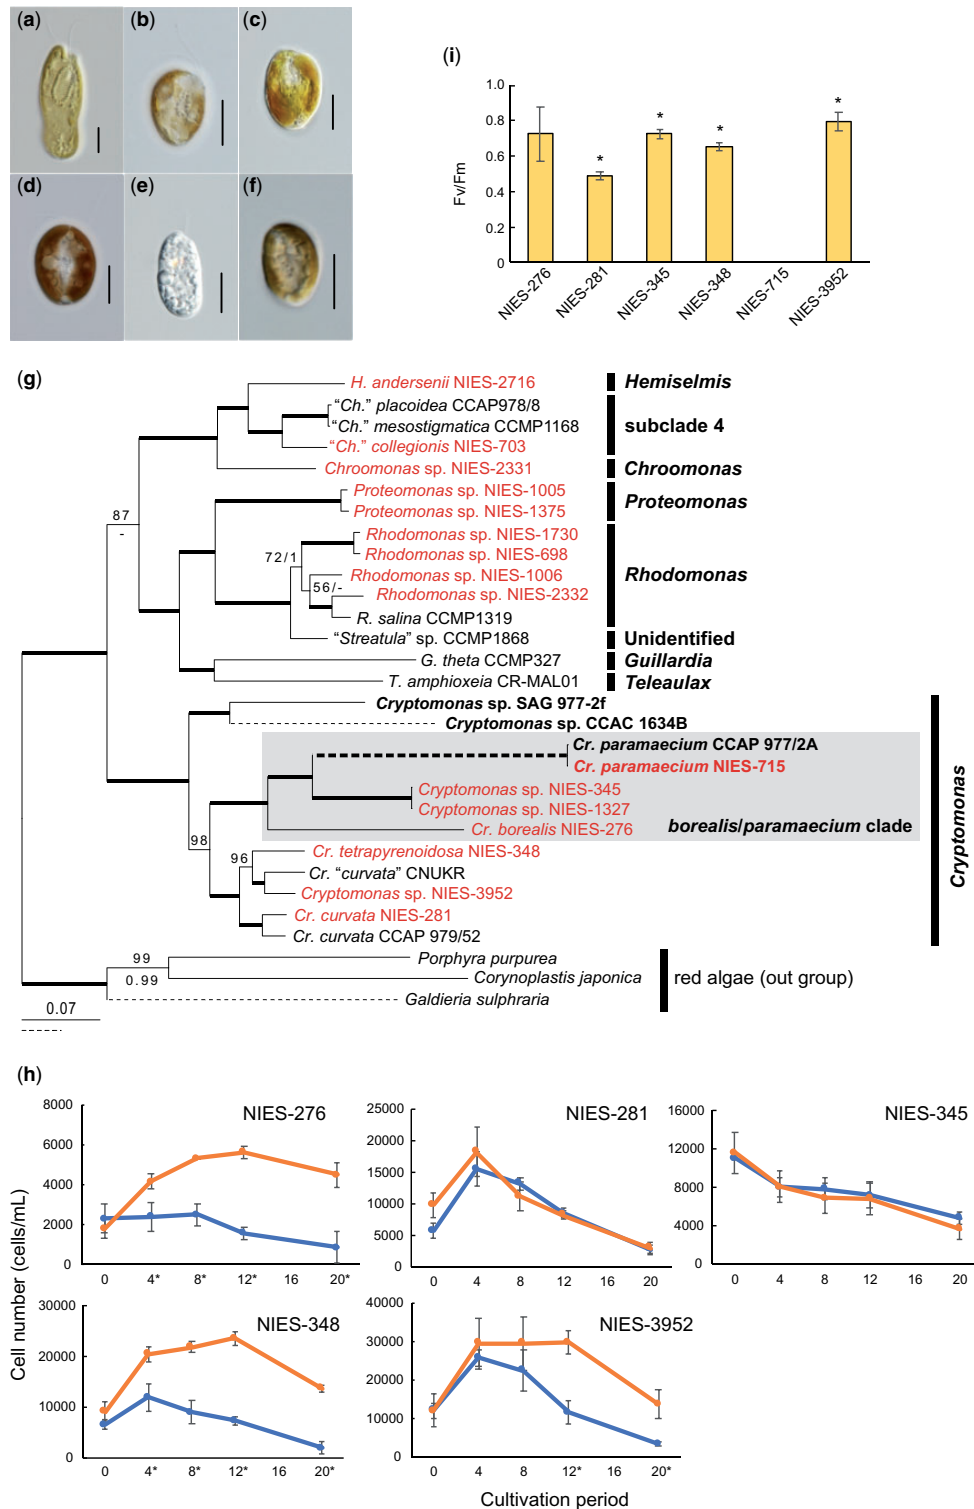 (a)
(b)
(c)
(d)
(e)
(f)
(i)
1.0
0.8
0.6
0.4
0.2
0
Fv/Fm
*
*
*
*
NIES-276
NIES-281
NIES-345
NIES-348
NIES-715
NIES-3952
(g)
H. andersenii NIES-2716
Hemiselmis
"Ch." placoidea CCAP978/8
"Ch." mesostigmatica CCMP1168
subclade 4
"Ch." collegionis NIES-703
Chroomonas sp. NIES-2331
Chroomonas
Proteomonas sp. NIES-1005
Proteomonas
Proteomonas sp. NIES-1375
87
-
Rhodomonas sp. NIES-1730
72/1
Rhodomonas sp. NIES-698
Rhodomonas sp. NIES-1006
Rhodomonas
56/-
Rhodomonas sp. NIES-2332
R. salina CCMP1319
"Streatula" sp. CCMP1868
Unidentified
G. theta CCMP327
Guillardia
T. amphioxeia CR-MAL01
Teleaulax
Cryptomonas sp. SAG 977-2f
Cryptomonas sp. CCAC 1634B
Cr. paramaecium CCAP 977/2A
Cr. paramaecium NIES-715
Cryptomonas sp. NIES-345
Cryptomonas sp. NIES-1327
Cr. borealis NIES-276
borealis/paramaecium clade
Cryptomonas
98
Cr. tetrapyrenoidosa NIES-348
96
Cr. "curvata" CNUKR
Cryptomonas sp. NIES-3952
Cr. curvata NIES-281
Cr. curvata CCAP 979/52
Porphyra purpurea
99
0.99
Corynoplastis japonica
red algae (out group)
Galdieria sulphraria
0.07
(h)
Cell number (cells/mL)
NIES-276
8000
6000
4000
2000
0
0 4* 8* 12* 16 20*
NIES-281
25000
20000
15000
10000
5000
0
0 4 8 12 16 20
NIES-345
16000
12000
8000
4000
0
0 4 8 12 16 20
NIES-348
30000
20000
10000
0
0 4* 8* 12* 16 20*
NIES-3952
40000
30000
20000
10000
0
0 4 8 12* 16 20*
Cultivation period